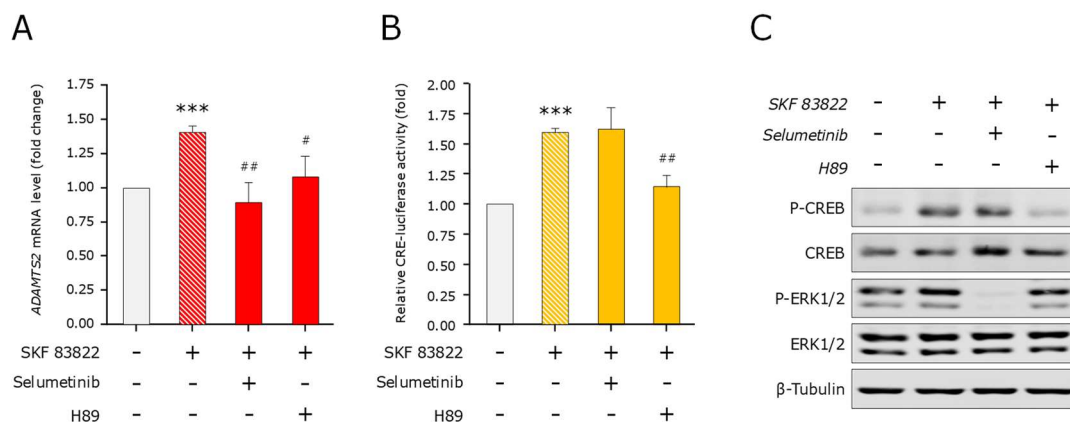 A
ADAMTS2 mRNA level (fold change)
1.75
1.50
1.25
1.00
0.75
0.50
0.25
0.00
***
##
#
SKF 83822 - + + +
Selumetinib - - + -
H89 - - - +
B
Relative CRE-luciferase activity (fold)
2.00
1.75
1.50
1.25
1.00
0.75
0.50
0.25
0.00
***
##
SKF 83822 - + + +
Selumetinib - - + -
H89 - - - +
C
SKF 83822 - + + +
Selumetinib - - + -
H89 - - - +
P-CREB
CREB
P-ERK1/2
ERK1/2
β-Tubulin